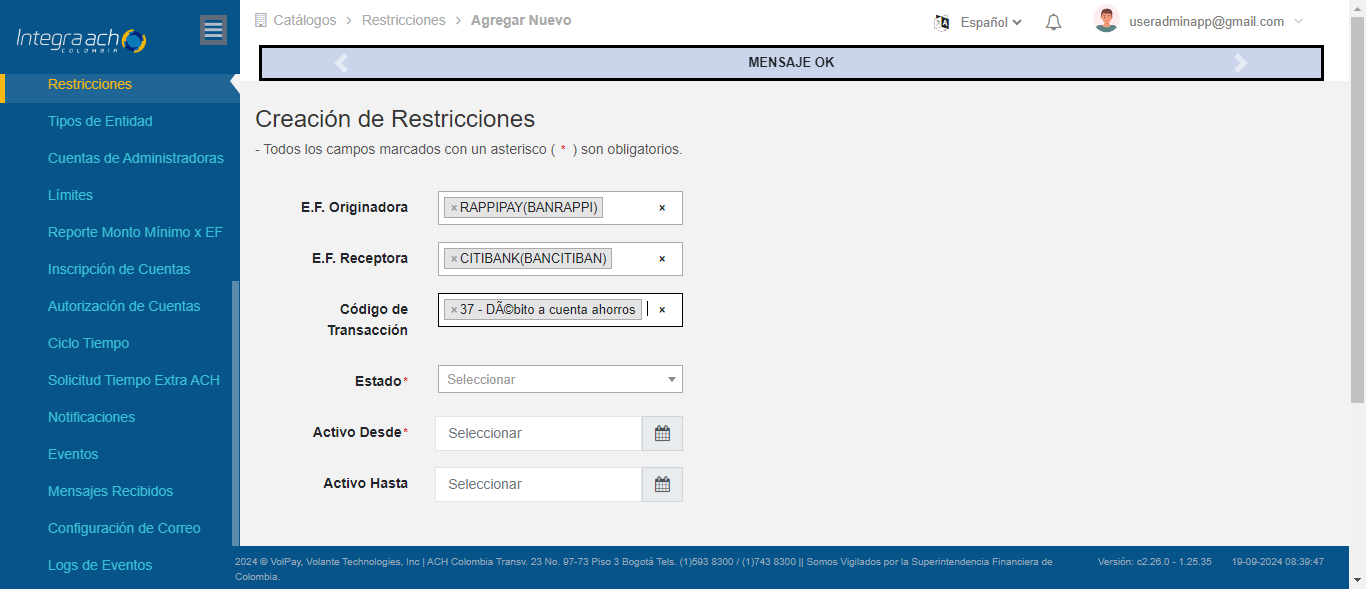 Integra ach
COLOMBIA
Catálogos > Restricciones > Agregar Nuevo
Español
useradminapp@gmail.com
MENSAJE OK
Restricciones
Tipos de Entidad
Cuentas de Administradoras
Límites
Reporte Monto Mínimo x EF
Inscripción de Cuentas
Autorización de Cuentas
Ciclo Tiempo
Solicitud Tiempo Extra ACH
Notificaciones
Eventos
Mensajes Recibidos
Configuración de Correo
Logs de Eventos
Creación de Restricciones
- Todos los campos marcados con un asterisco ( * ) son obligatorios.
E.F. Originadora
×RAPPIPAY(BANRAPPI) ×
E.F. Receptora
×CITIBANK(BANCITIBAN) ×
Código de
Transacción
×37 - DÃ©bito a cuenta ahorros ×
Estado*
Seleccionar
Activo Desde*
Seleccionar
Activo Hasta
Seleccionar
2024 © VolPay, Volante Technologies, Inc | ACH Colombia Transv. 23 No. 97-73 Piso 3 Bogotá Tels. (1)593 8300 / (1)743 8300 || Somos Vigilados por la Superintendencia Financiera de
Colombia.
Versión: c2.26.0 - 1.25.35
19-09-2024 08:39:47